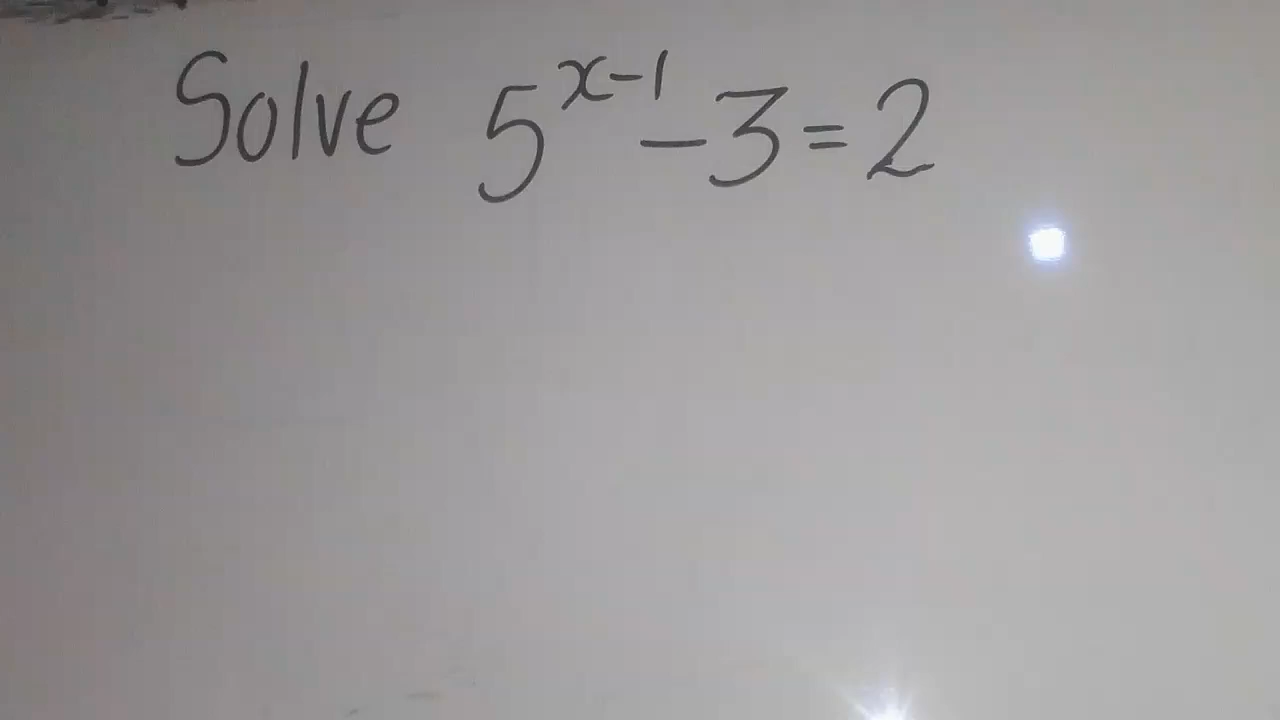 Solve 5^{x-1} - 3 = 2